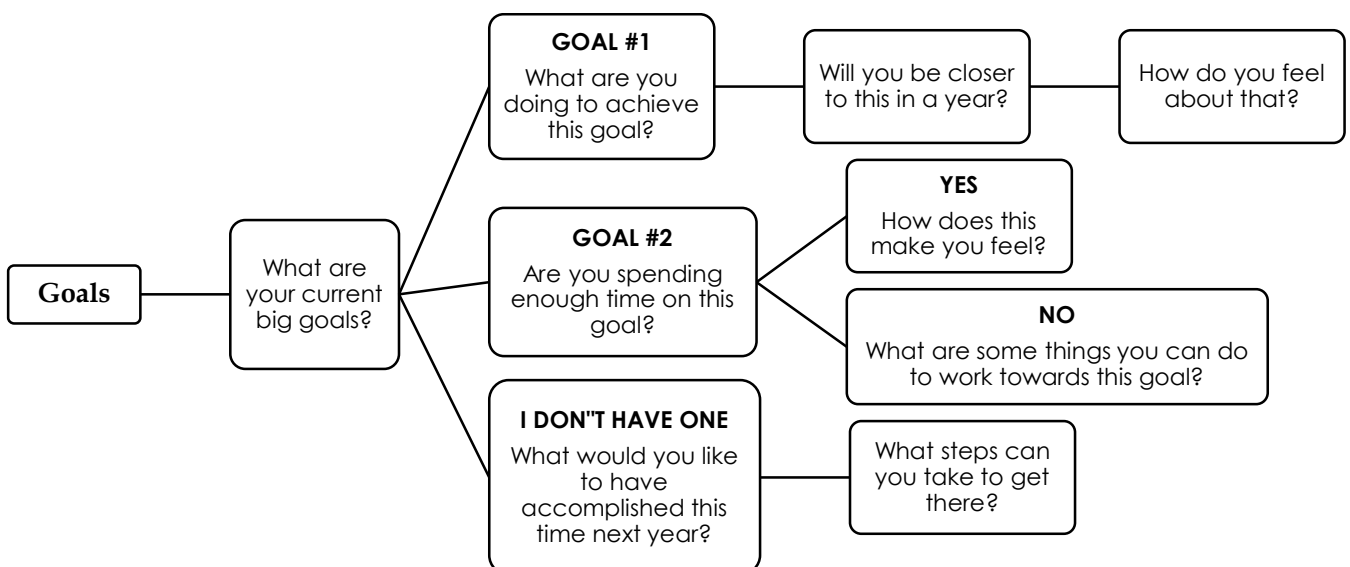 Goals
What are
your current
big goals?
GOAL #1
What are you
doing to achieve
this goal?
Will you be closer
to this in a year?
How do you feel
about that?
GOAL #2
Are you spending
enough time on this
goal?
YES
How does this
make you feel?
NO
What are some things you can do
to work towards this goal?
I DON"T HAVE ONE
What would you like
to have
accomplished this
time next year?
What steps can
you take to get
there?